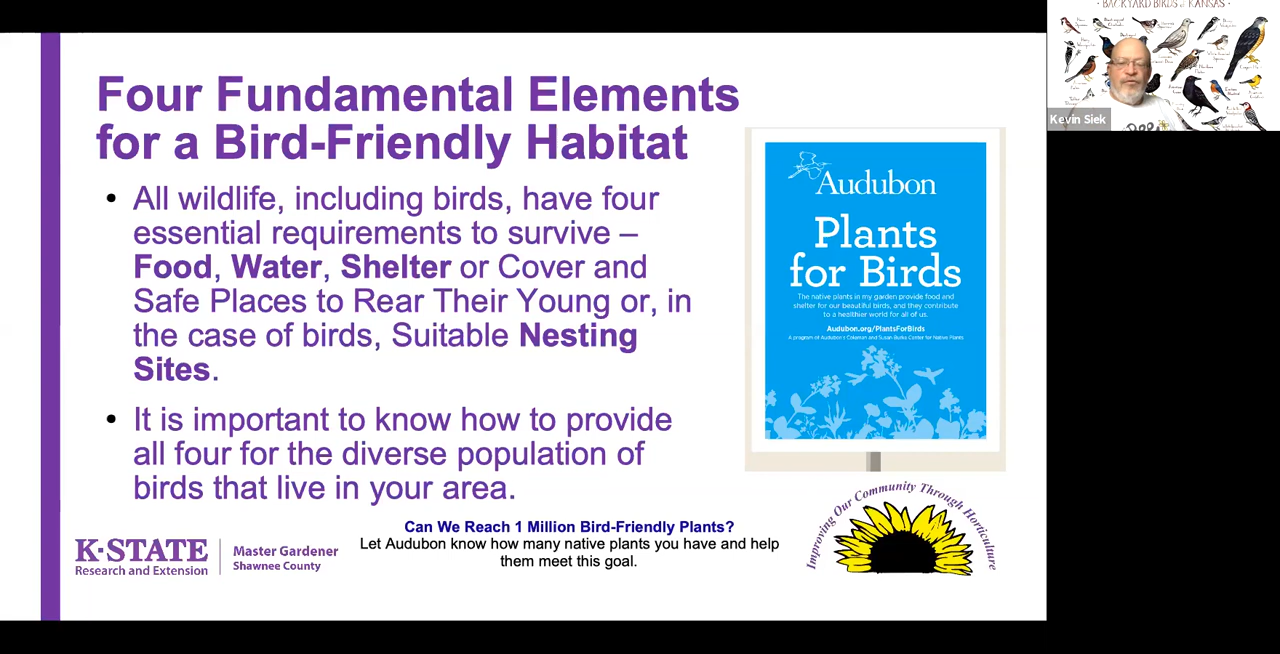 Four Fundamental Elements
for a Bird-Friendly Habitat
• All wildlife, including birds, have four
essential requirements to survive –
Food, Water, Shelter or Cover and
Safe Places to Rear Their Young or, in
the case of birds, Suitable Nesting
Sites.
• It is important to know how to provide
all four for the diverse population of
birds that live in your area.
Can We Reach 1 Million Bird-Friendly Plants?
Let Audubon know how many native plants you have and help
them meet this goal.
K-STATE
Research and Extension
Master Gardener
Shawnee County
Audubon
Plants
for Birds
The native plants in my garden provide food and
shelter for our beautiful birds, and they contribute
to a healthier world for all of us.
Audubon.org/PlantsForBirds
A program of Audubon's Coleman and Susan Burke Center for Native Plants
Improving Our Community Through Horticulture
BACKYARD BIRDS of KANSAS
Kevin Siek